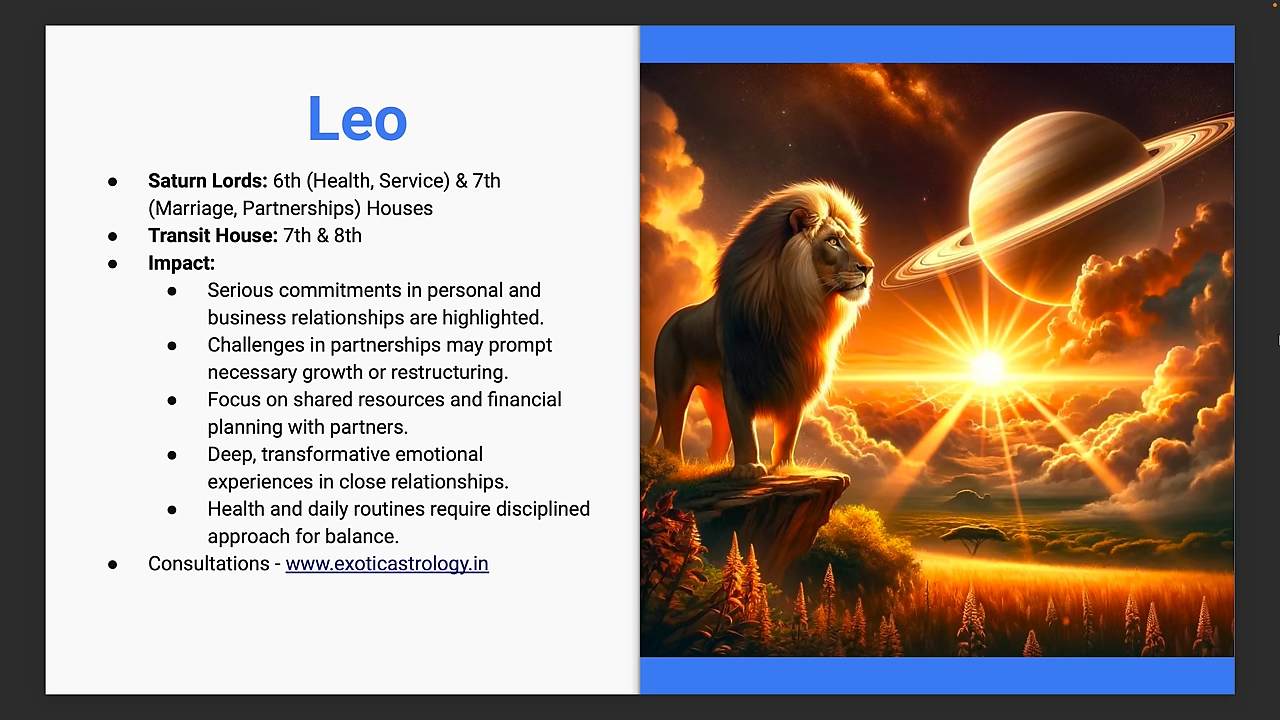 Leo
● Saturn Lords: 6th (Health, Service) & 7th
(Marriage, Partnerships) Houses
● Transit House: 7th & 8th
● Impact:
● Serious commitments in personal and
business relationships are highlighted.
● Challenges in partnerships may prompt
necessary growth or restructuring.
● Focus on shared resources and financial
planning with partners.
● Deep, transformative emotional
experiences in close relationships.
● Health and daily routines require disciplined
approach for balance.
● Consultations - www.exoticastrology.in